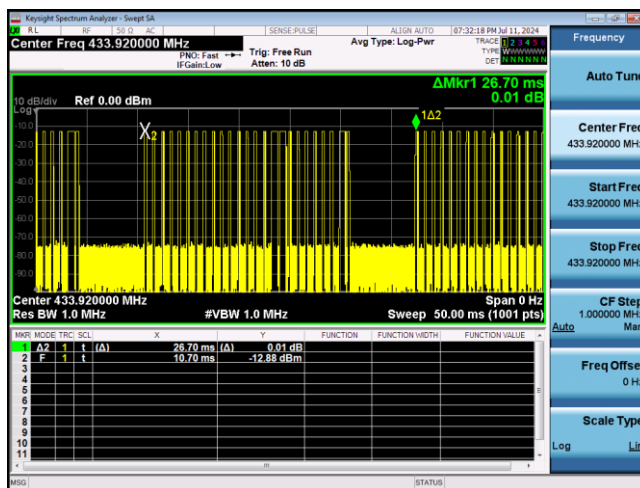 Keysight Spectrum Analyzer - Swept SA
RL RF 50 Ω AC SENSE:PULSE ALIGN AUTO 07:32:18 PM Jul 11, 2024
Center Freq 433.920000 MHz
PNO: Fast
IFGain:Low
Trig: Free Run
Atten: 10 dB
Avg Type: Log-Pwr
TRACE 1 2 3 4 5 6
TYPE
DET N N N N N N
ΔMkr1 26.70 ms
0.01 dB
10 dB/div Ref 0.00 dBm
Log
1Δ2
X2
-10.0
-20.0
-30.0
-40.0
-50.0
-60.0
-70.0
-80.0
-90.0
Center 433.920000 MHz Span 0 Hz
Res BW 1.0 MHz #VBW 1.0 MHz Sweep 50.00 ms (1001 pts)
MKR MODE TRC SCL X Y FUNCTION FUNCTION WIDTH FUNCTION VALUE
1 Δ2 1 t (Δ) 26.70 ms (Δ) 0.01 dB
2 F 1 t 10.70 ms -12.88 dBm
3
4
5
6
7
8
9
10
11
MSG STATUS
Frequency
Auto Tune
Center Freq
433.920000 MHz
Start Freq
433.920000 MHz
Stop Freq
433.920000 MHz
CF Step
1.000000 MHz
Auto Man
Freq Offset
0 Hz
Scale Type
Log Lin